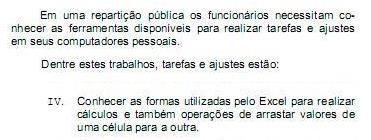 Em uma repartição pública os funcionários necessitam co-
nhecer as ferramentas disponíveis para realizar tarefas e ajustes
em seus computadores pessoais.
Dentre estes trabalhos, tarefas e ajustes estão:
IV. Conhecer as formas utilizadas pelo Excel para realizar
cálculos e também operações de arrastar valores de
uma célula para a outra.